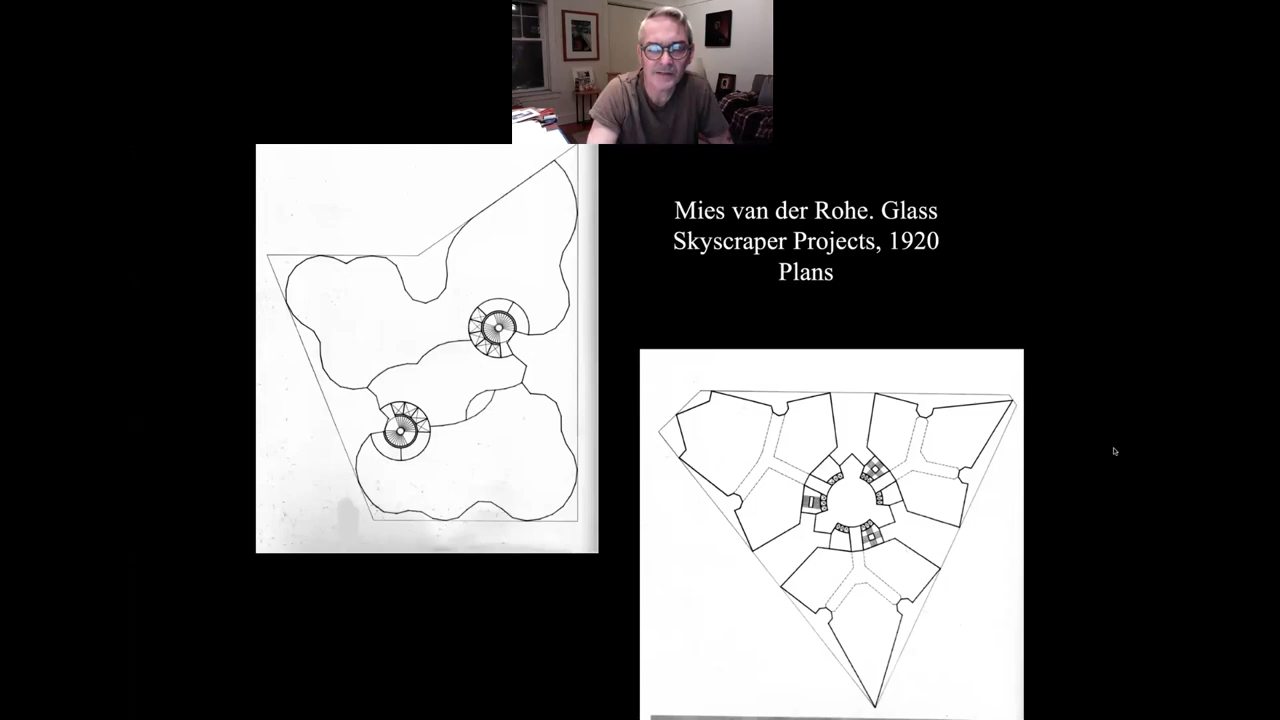 Mies van der Rohe. Glass
Skyscraper Projects, 1920
Plans